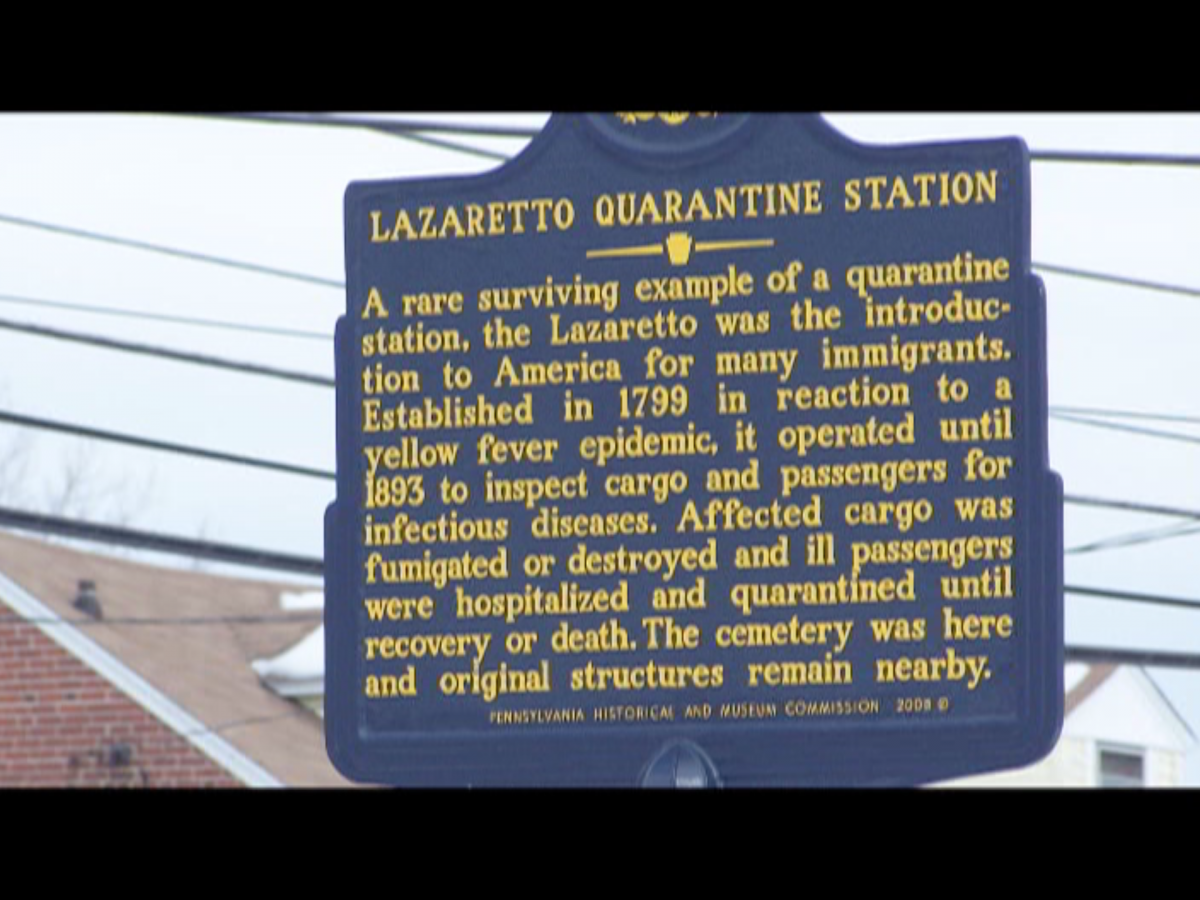 LAZARETTO QUARANTINE STATION
A rare surviving example of a quarantine
station, the Lazaretto was the introduc-
tion to America for many immigrants.
Established in 1799 in reaction to a
yellow fever epidemic, it operated until
1893 to inspect cargo and passengers for
infectious diseases. Affected cargo was
fumigated or destroyed and ill passengers
were hospitalized and quarantined until
recovery or death. The cemetery was here
and original structures remain nearby.
PENNSYLVANIA HISTORICAL AND MUSEUM COMMISSION 2008 ©